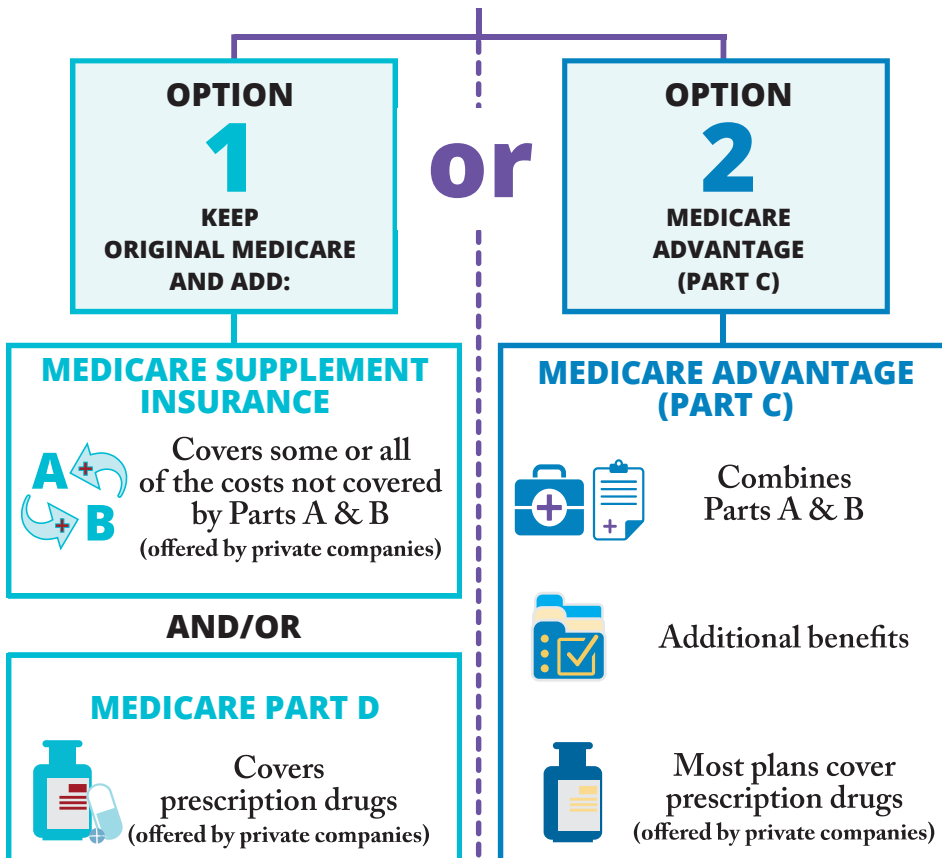 OPTION
1
KEEP
ORIGINAL MEDICARE
AND ADD:
or
OPTION
2
MEDICARE
ADVANTAGE
(PART C)
MEDICARE SUPPLEMENT
INSURANCE
A
B
Covers some or all
of the costs not covered
by Parts A & B
(offered by private companies)
AND/OR
MEDICARE PART D
Covers
prescription drugs
(offered by private companies)
MEDICARE ADVANTAGE
(PART C)
Combines
Parts A & B
Additional benefits
Most plans cover
prescription drugs
(offered by private companies)